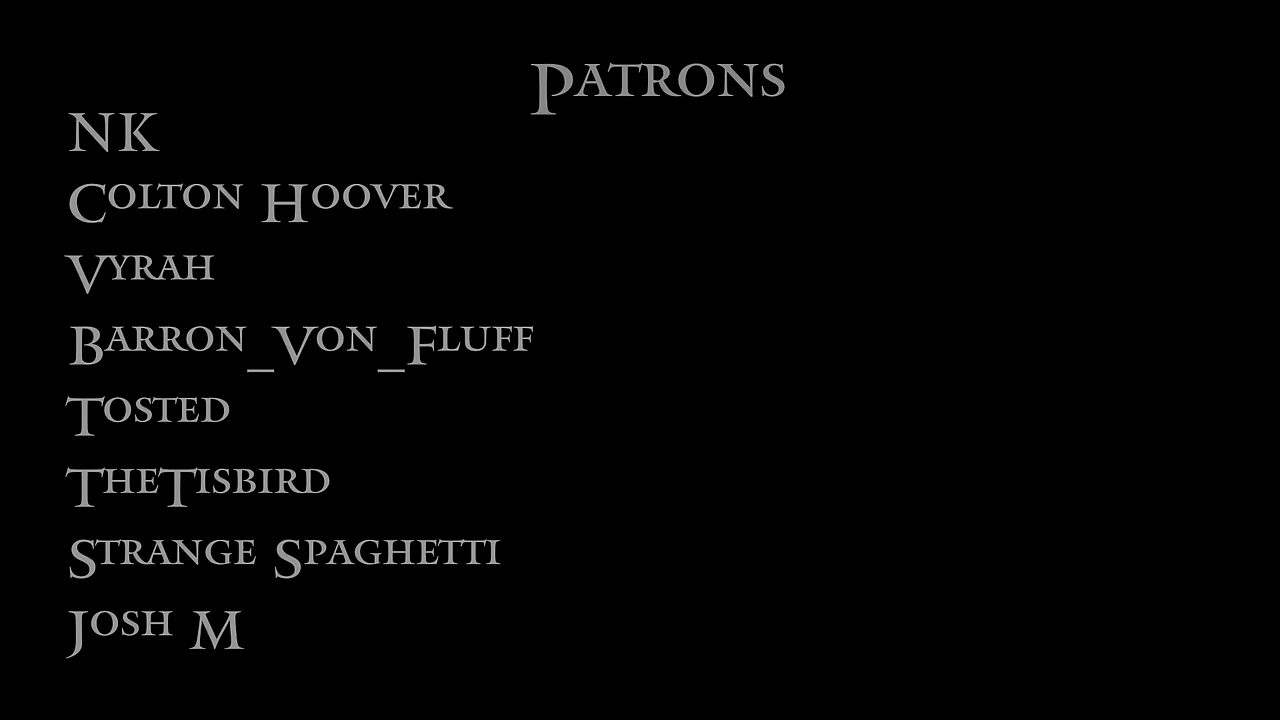 Patrons
NK
Colton Hoover
Vyrah
Barron_Von_Fluff
Tosted
TheTisbird
Strange Spaghetti
Josh M